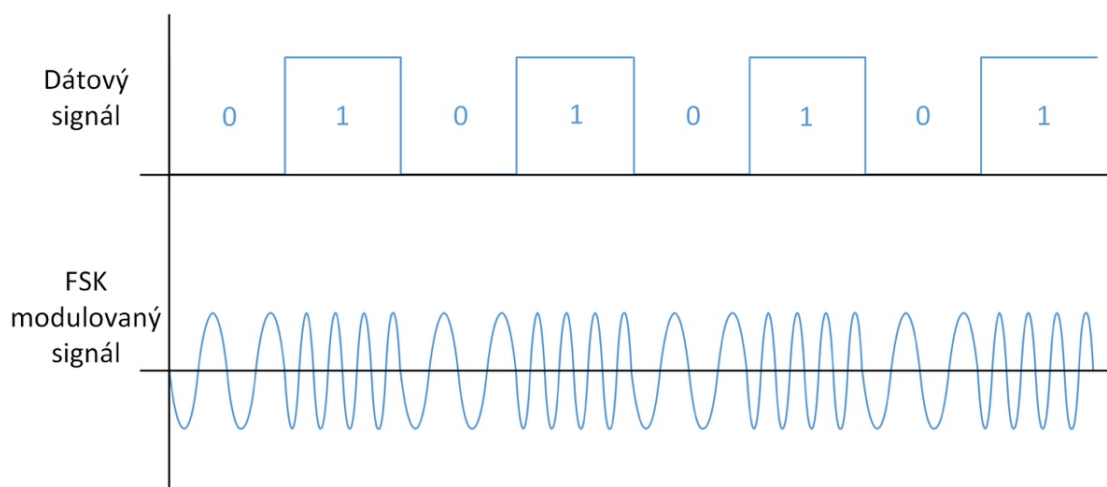 Dátový
signál
0 1 0 1 0 1 0 1
FSK
modulovaný
signál